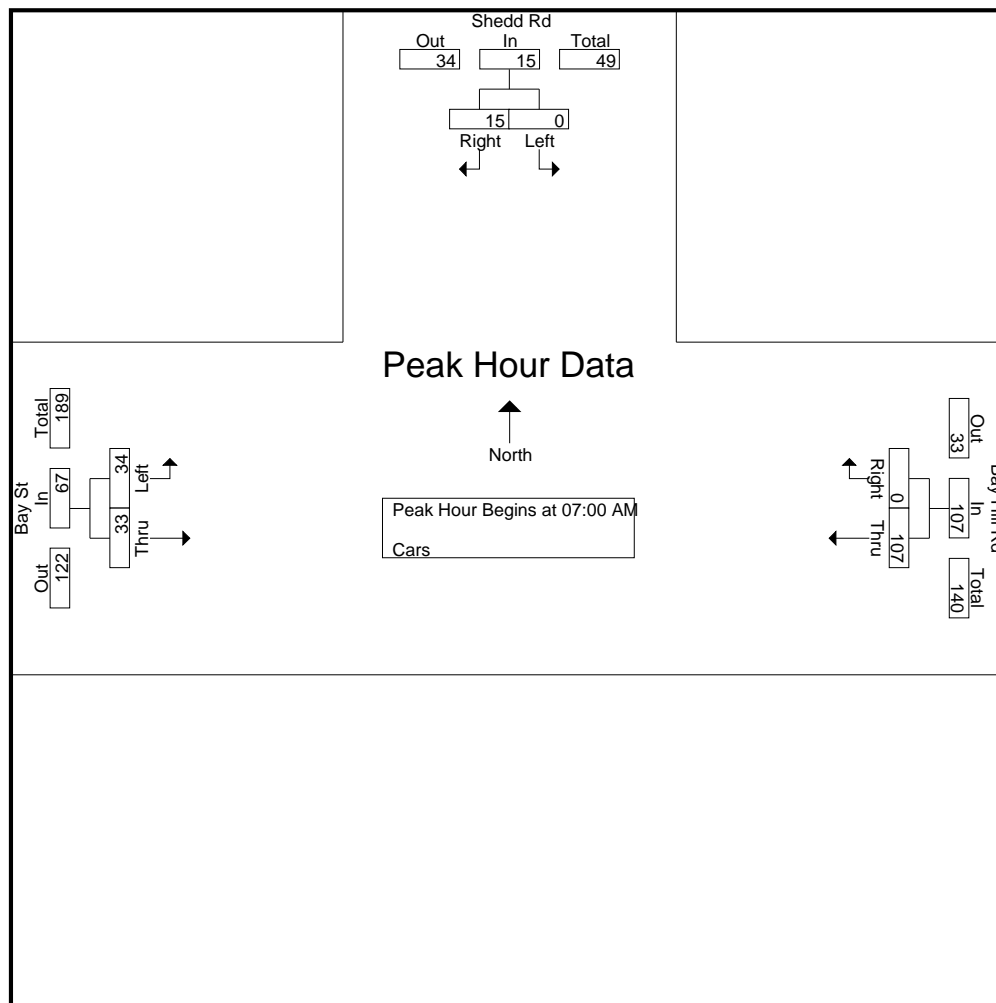 Shedd Rd
Out In Total
34 15 49
15 0
Right Left
Peak Hour Data
North
Peak Hour Begins at 07:00 AM
Cars
Bay St
Out In Total
122 67 189
Left Thru
34 33
Out In Total
33 107 140
Right Thru
0 107